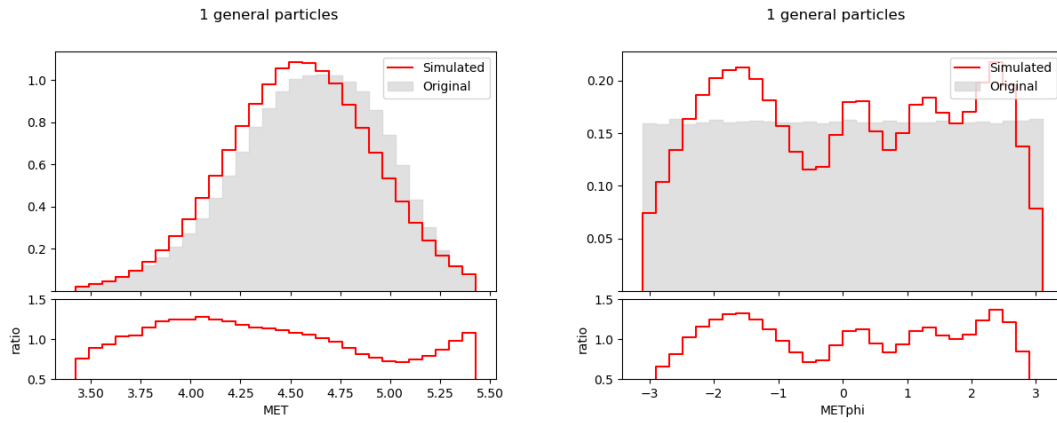 1 general particles
Simulated
Original
1.0
0.8
0.6
0.4
0.2
1.5
1.0
0.5
ratio
3.50 3.75 4.00 4.25 4.50 4.75 5.00 5.25 5.50
MET
1 general particles
Simulated
Original
0.20
0.15
0.10
0.05
1.5
1.0
0.5
ratio
−3 −2 −1 0 1 2 3
METphi